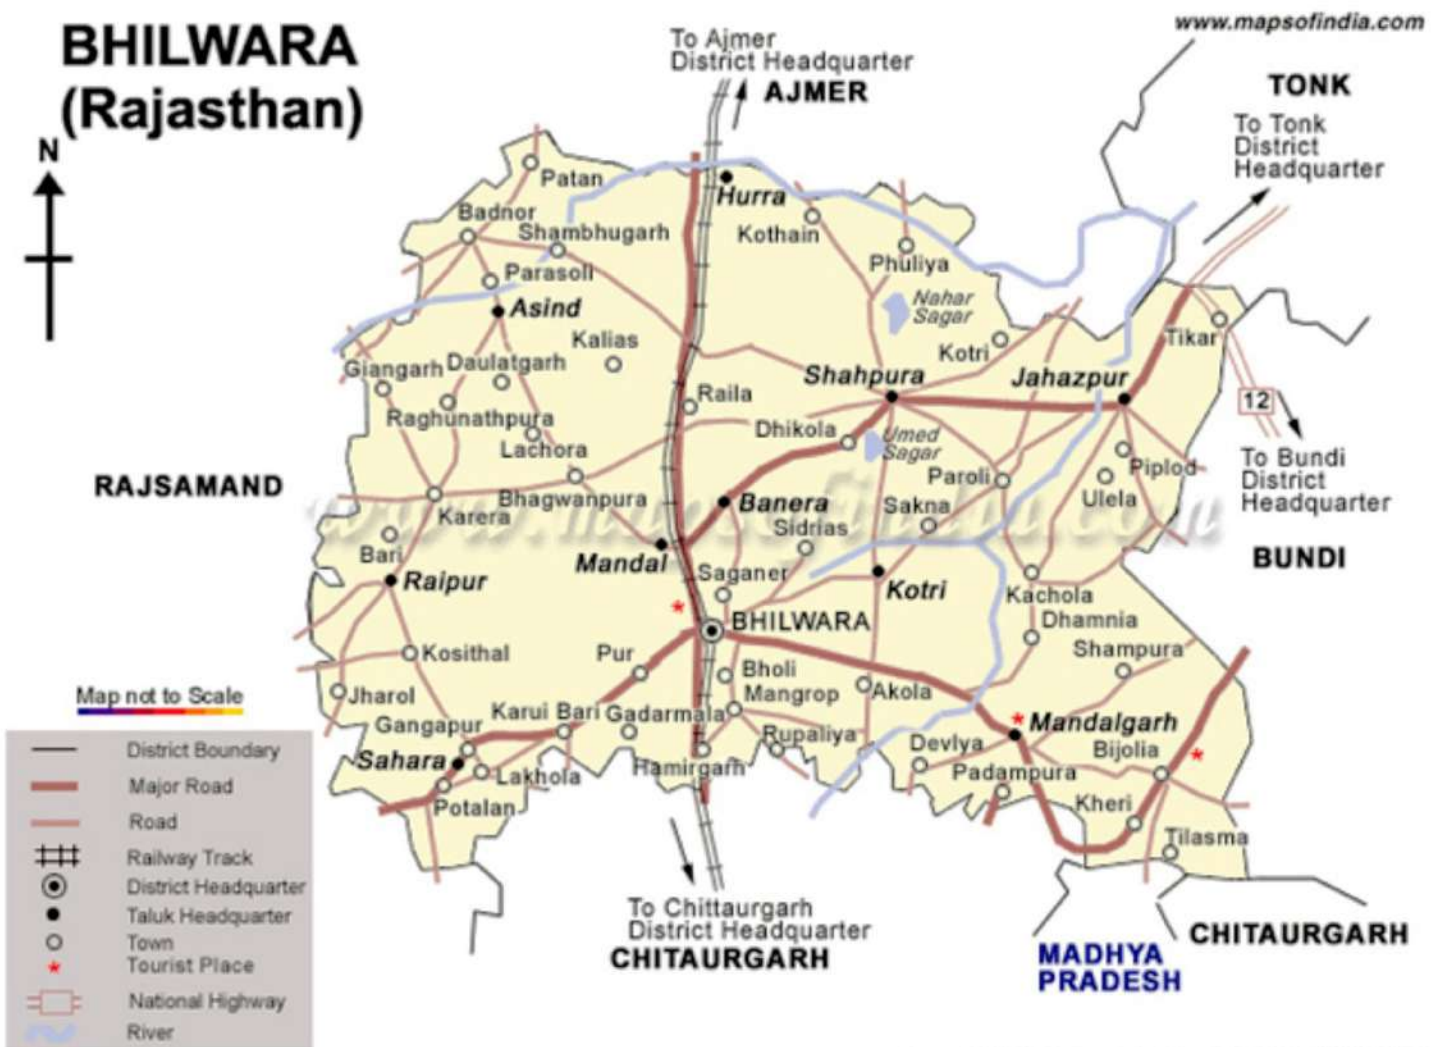 BHILWARA
(Rajasthan)
www.mapsofindia.com
To Ajmer
District Headquarter
AJMER
TONK
To Tonk
District
Headquarter
N
Patan
Hurra
Badnor
Shambhugarh
Kothain
Phuliya
Parasoli
Asind
Nahar
Sagar
Kalias
Kotri
Tikar
Giangarh
Daulatgarh
Shahpura
Jahazpur
Raila
12
Raghunathpura
Dhikola
Umed
Sagar
Lachora
To Bundi
District
Headquarter
RAJSAMAND
Bhagwanpura
Paroli
Piplod
Ulela
Karera
Banera
Sakna
Sidrias
www.mapsofindia.com
Bari
Mandal
BUNDI
Raipur
Saganer
Kotri
Kachola
BHILWARA
Dhamnia
Kosithal
Pur
Bholi
Shampura
Jharol
Mangrop
Akola
Map not to Scale
Gangapur
Karui Bari
Gadarmala
Mandalgarh
Rupaliya
Devlya
Bijolia
Sahara
Lakhola
Hamirgarh
Padampura
Potalan
Kheri
Tilasma
District Boundary
Major Road
Road
Railway Track
District Headquarter
Taluk Headquarter
Town
Tourist Place
National Highway
River
To Chittaurgarh
District Headquarter
CHITAURGARH
MADHYA
PRADESH
CHITAURGARH